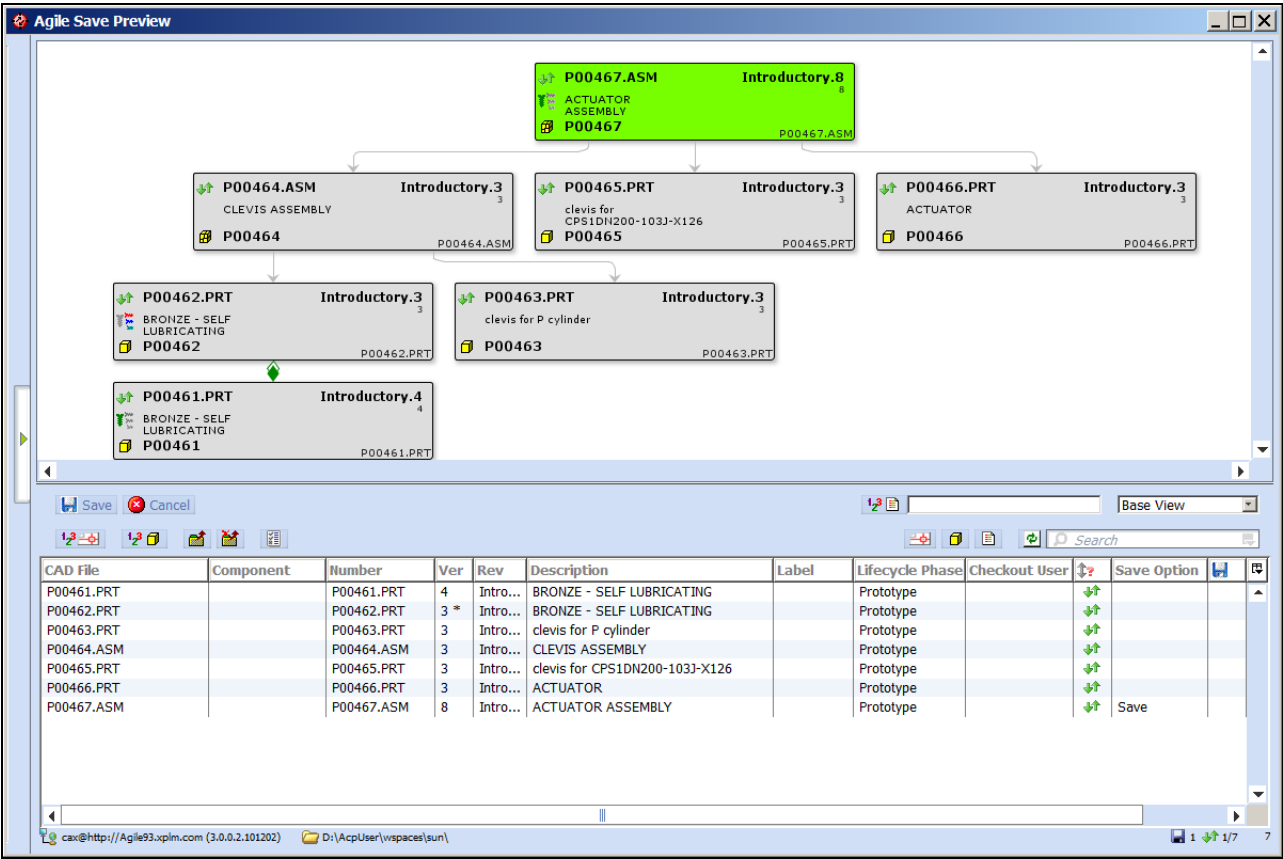 Agile Save Preview
P00467.ASM Introductory.8
8
ACTUATOR
ASSEMBLY
P00467 P00467.ASM
P00464.ASM Introductory.3
3
CLEVIS ASSEMBLY
P00464 P00464.ASM
P00465.PRT Introductory.3
3
clevis for
CPS1DN200-103J-X126
P00465 P00465.PRT
P00466.PRT Introductory.3
3
ACTUATOR
P00466 P00466.PRT
P00462.PRT Introductory.3
3
BRONZE - SELF
LUBRICATING
P00462 P00462.PRT
P00463.PRT Introductory.3
3
clevis for P cylinder
P00463 P00463.PRT
P00461.PRT Introductory.4
4
BRONZE - SELF
LUBRICATING
P00461 P00461.PRT
Save Cancel 123 Base View
123 123 Search
CAD File Component Number Ver Rev Description Label Lifecycle Phase Checkout User ? Save Option
P00461.PRT P00461.PRT 4 Intro... BRONZE - SELF LUBRICATING Prototype
P00462.PRT P00462.PRT 3 * Intro... BRONZE - SELF LUBRICATING Prototype
P00463.PRT P00463.PRT 3 Intro... clevis for P cylinder Prototype
P00464.ASM P00464.ASM 3 Intro... CLEVIS ASSEMBLY Prototype
P00465.PRT P00465.PRT 3 Intro... clevis for CPS1DN200-103J-X126 Prototype
P00466.PRT P00466.PRT 3 Intro... ACTUATOR Prototype
P00467.ASM P00467.ASM 8 Intro... ACTUATOR ASSEMBLY Prototype Save
cax@http://Agile93.xplm.com (3.0.0.2.101202) D:\AcpUser\wspaces\sun\ 1 1/7 7